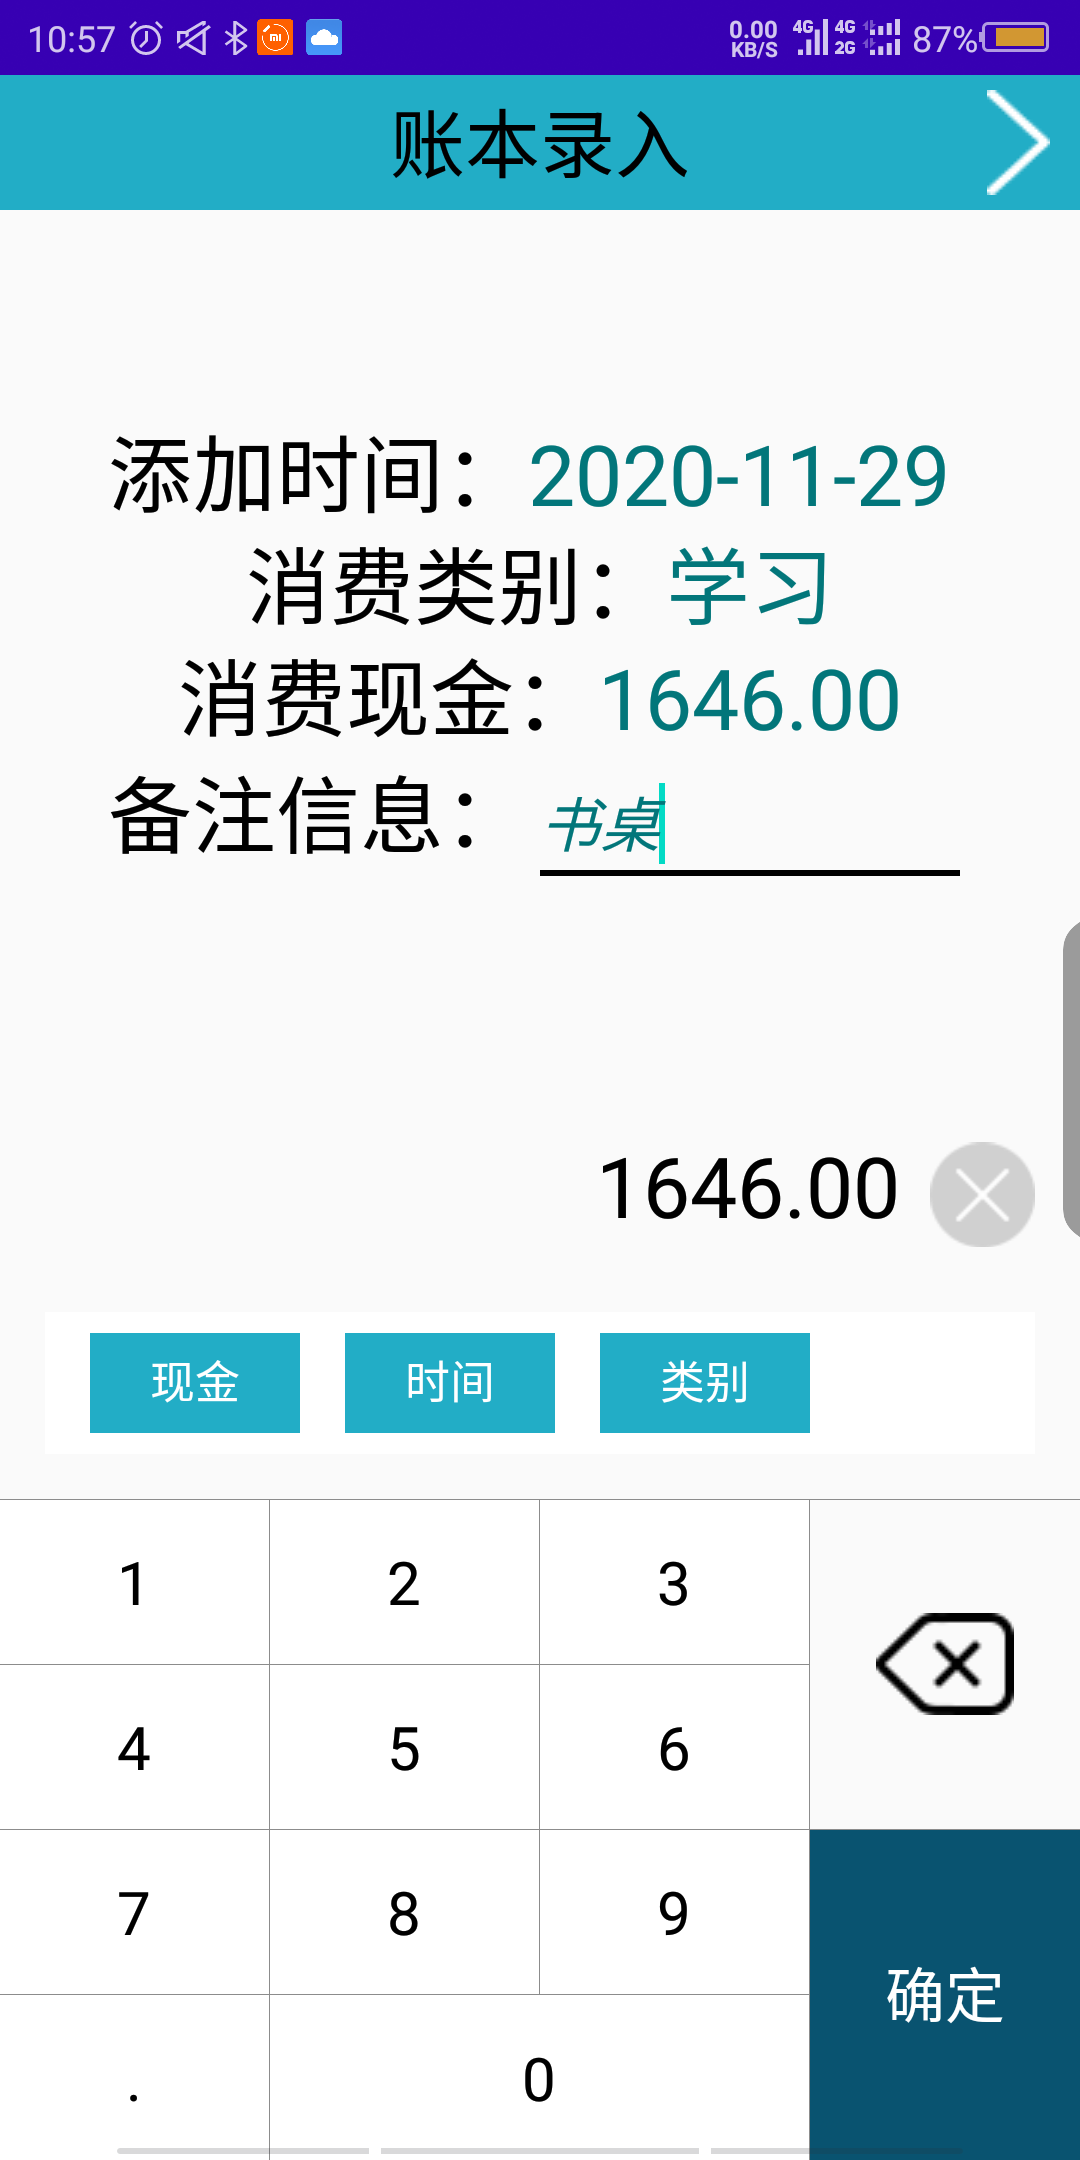 10:57 0.00 KB/S 4G 4G 2G 87%
账本录入
添加时间：2020-11-29
消费类别：学习
消费现金：1646.00
备注信息：书桌
1646.00
现金 时间 类别
1 2 3
4 5 6
7 8 9
确定
. 0